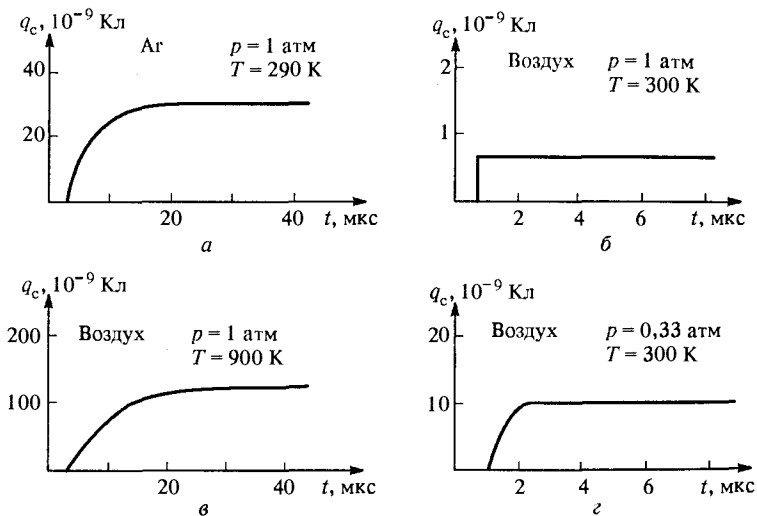 q_c, 10^-9 Кл
Ar
p = 1 атм
T = 290 K
40
20
20
40
t, мкс
а
q_c, 10^-9 Кл
Воздух
p = 1 атм
T = 300 K
2
1
2
4
6
t, мкс
б
q_c, 10^-9 Кл
Воздух
p = 1 атм
T = 900 K
200
100
20
40
t, мкс
в
q_c, 10^-9 Кл
Воздух
p = 0,33 атм
T = 300 K
20
10
2
4
6
t, мкс
г